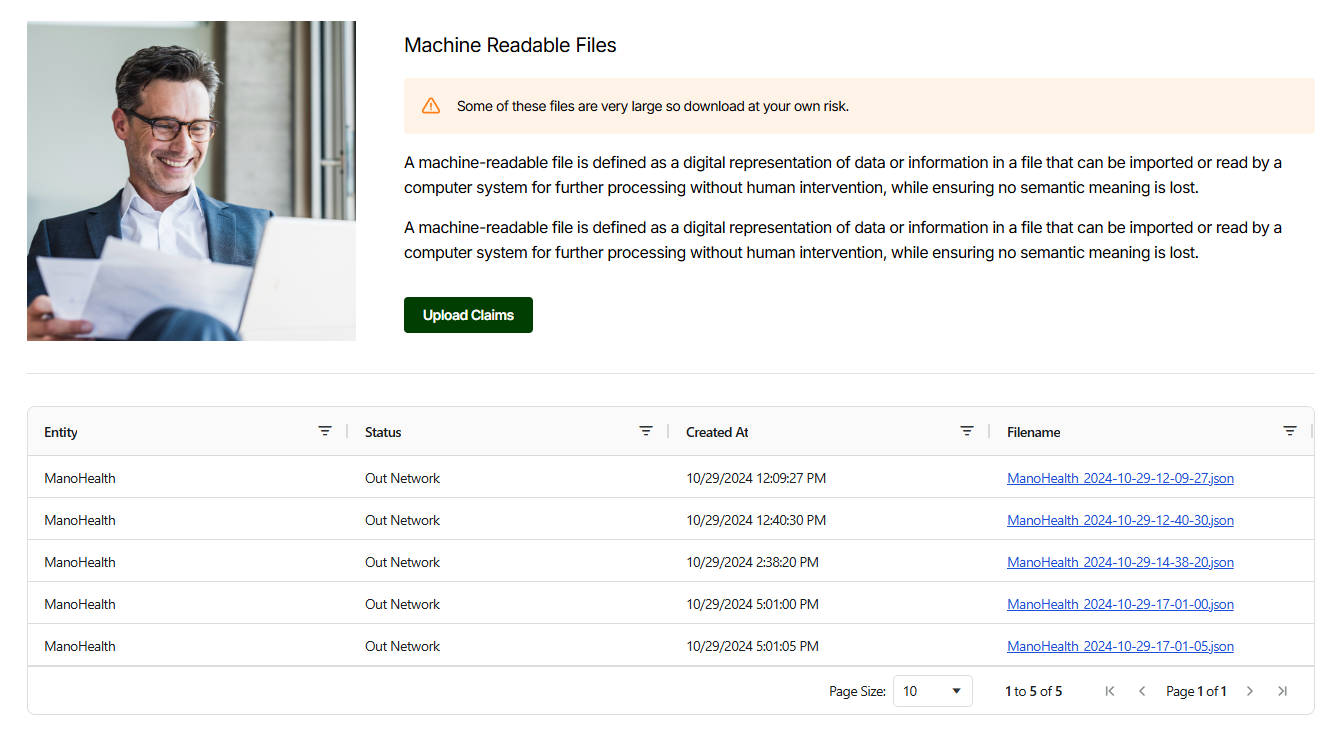 Machine Readable Files
Some of these files are very large so download at your own risk.
A machine-readable file is defined as a digital representation of data or information in a file that can be imported or read by a
computer system for further processing without human intervention, while ensuring no semantic meaning is lost.
A machine-readable file is defined as a digital representation of data or information in a file that can be imported or read by a
computer system for further processing without human intervention, while ensuring no semantic meaning is lost.
Upload Claims
Entity Status Created At Filename
ManoHealth Out Network 10/29/2024 12:09:27 PM ManoHealth_2024-10-29-12-09-27.json
ManoHealth Out Network 10/29/2024 12:40:30 PM ManoHealth_2024-10-29-12-40-30.json
ManoHealth Out Network 10/29/2024 2:38:20 PM ManoHealth_2024-10-29-14-38-20.json
ManoHealth Out Network 10/29/2024 5:01:00 PM ManoHealth_2024-10-29-17-01-00.json
ManoHealth Out Network 10/29/2024 5:01:05 PM ManoHealth_2024-10-29-17-01-05.json
Page Size: 10 1 to 5 of 5 Page 1 of 1